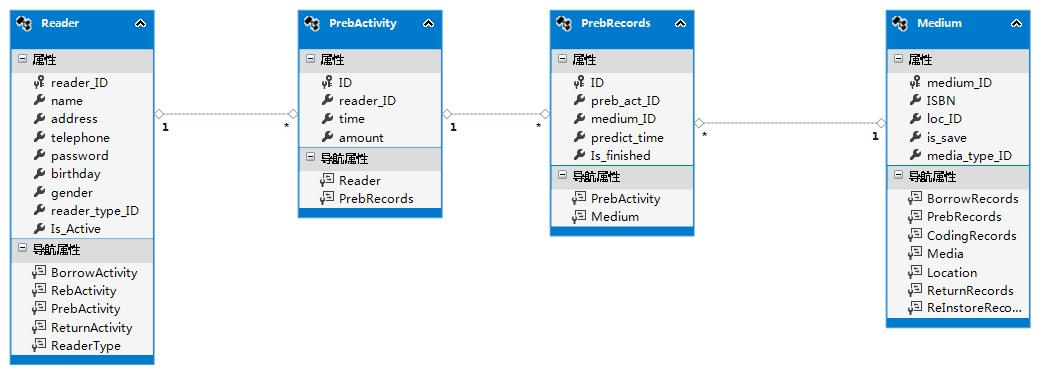 Reader
属性
reader_ID
name
address
telephone
password
birthday
gender
reader_type_ID
Is_Active
导航属性
BorrowActivity
RebActivity
PrebActivity
ReturnActivity
ReaderType
1
*
PrebActivity
属性
ID
reader_ID
time
amount
导航属性
Reader
PrebRecords
1
*
PrebRecords
属性
ID
preb_act_ID
medium_ID
predict_time
Is_finished
导航属性
PrebActivity
Medium
*
1
Medium
属性
medium_ID
ISBN
loc_ID
is_save
media_type_ID
导航属性
BorrowRecords
PrebRecords
CodingRecords
Media
Location
ReturnRecords
ReInstoreReco...